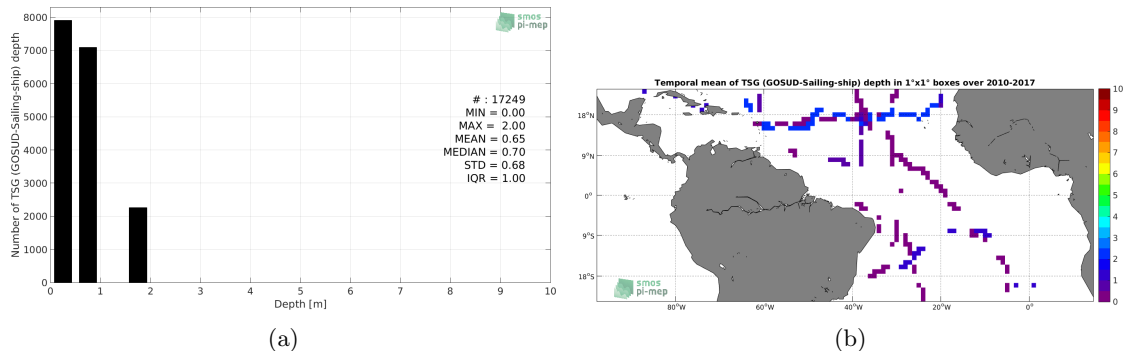 smos
pi-mep
8000
7000
6000
5000
4000
3000
2000
1000
0
Number of TSG (GOSUD-Sailing-ship) depth
# : 17249
MIN = 0.00
MAX = 2.00
MEAN = 0.65
MEDIAN = 0.70
STD = 0.68
IQR = 1.00
0 1 2 3 4 5 6 7 8 9 10
Depth [m]
(a)
Temporal mean of TSG (GOSUD-Sailing-ship) depth in 1°x1° boxes over 2010-2017
18°N
9°N
0°
9°S
18°S
80°W 60°W 40°W 20°W 0°
smos
pi-mep
10
9
8
7
6
5
4
3
2
1
0
(b)